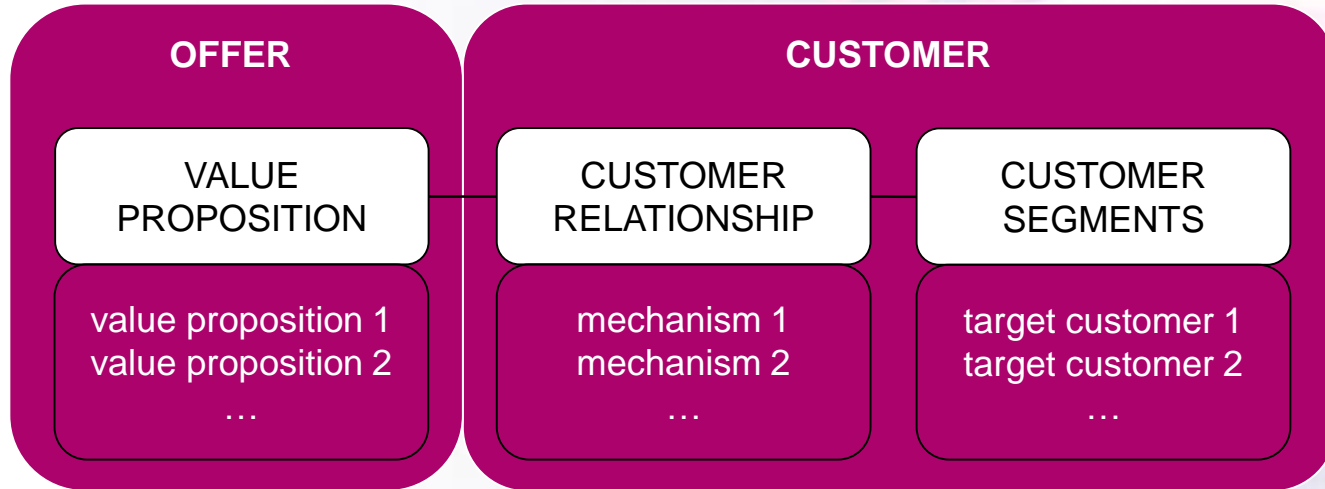 OFFER
CUSTOMER
VALUE
PROPOSITION
CUSTOMER
RELATIONSHIP
CUSTOMER
SEGMENTS
value proposition 1
value proposition 2
…
mechanism 1
mechanism 2
…
target customer 1
target customer 2
…